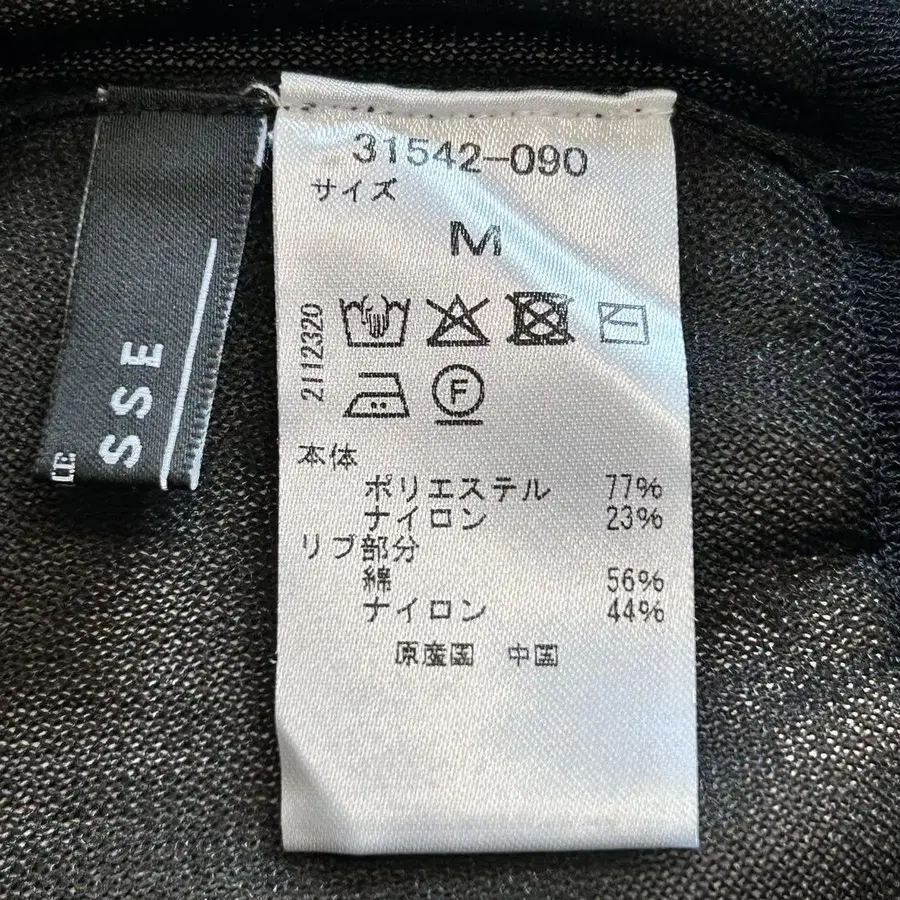 31542-090
サイズ
M
2112320
F
本体
ポリエステル 77%
ナイロン 23%
リブ部分
綿 56%
ナイロン 44%
原産国 中国
SSE